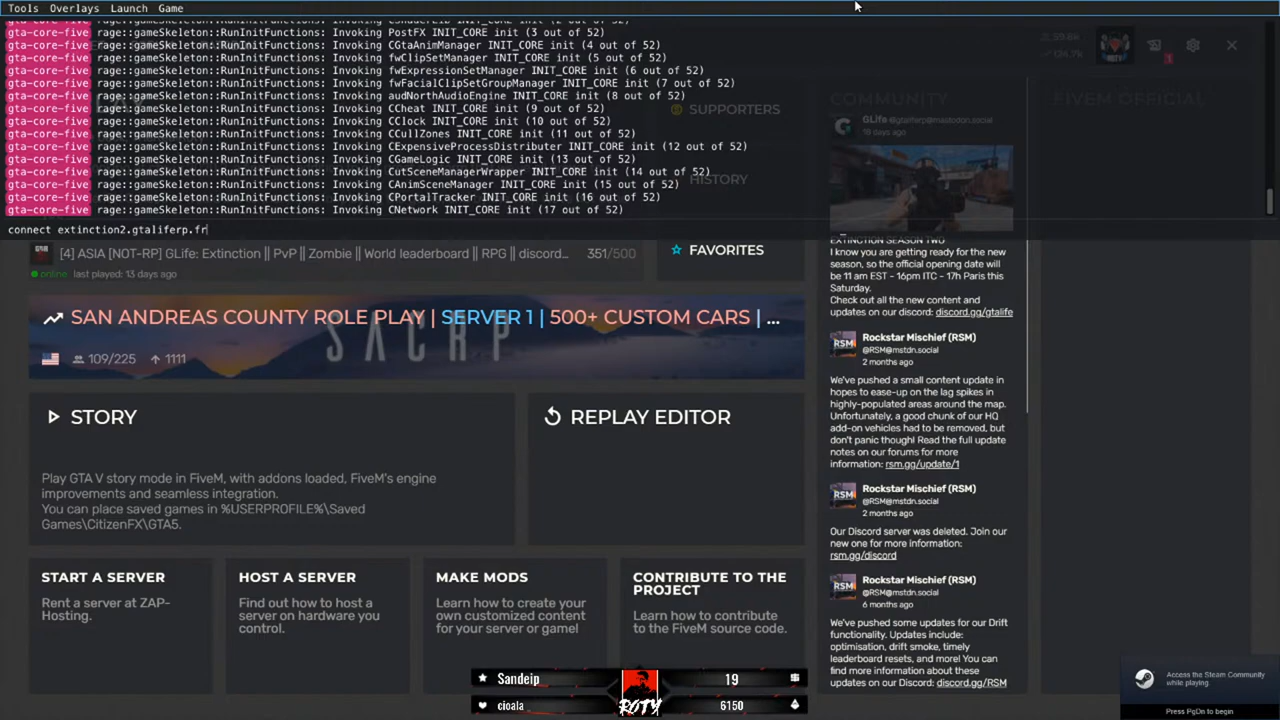 Tools Overlays Launch Game
gta-core-five rage::gameSkeleton::RunInitFunctions: Invoking PostFX INIT_CORE init (3 out of 52)
gta-core-five rage::gameSkeleton::RunInitFunctions: Invoking CGtaAnimManager INIT_CORE init (4 out of 52)
gta-core-five rage::gameSkeleton::RunInitFunctions: Invoking fwClipSetManager INIT_CORE init (5 out of 52)
gta-core-five rage::gameSkeleton::RunInitFunctions: Invoking fwExpressionSetManager INIT_CORE init (6 out of 52)
gta-core-five rage::gameSkeleton::RunInitFunctions: Invoking fwFacialClipSetGroupManager INIT_CORE init (7 out of 52)
gta-core-five rage::gameSkeleton::RunInitFunctions: Invoking audNorthAudioEngine INIT_CORE init (8 out of 52)
gta-core-five rage::gameSkeleton::RunInitFunctions: Invoking CCheat INIT_CORE init (9 out of 52)
gta-core-five rage::gameSkeleton::RunInitFunctions: Invoking CClock INIT_CORE init (10 out of 52)
gta-core-five rage::gameSkeleton::RunInitFunctions: Invoking CCullZones INIT_CORE init (11 out of 52)
gta-core-five rage::gameSkeleton::RunInitFunctions: Invoking CExpensiveProcessDistributer INIT_CORE init (12 out of 52)
gta-core-five rage::gameSkeleton::RunInitFunctions: Invoking CGameLogic INIT_CORE init (13 out of 52)
gta-core-five rage::gameSkeleton::RunInitFunctions: Invoking CutSceneManagerWrapper INIT_CORE init (14 out of 52)
gta-core-five rage::gameSkeleton::RunInitFunctions: Invoking CAnimSceneManager INIT_CORE init (15 out of 52)
gta-core-five rage::gameSkeleton::RunInitFunctions: Invoking CPortalTracker INIT_CORE init (16 out of 52)
gta-core-five rage::gameSkeleton::RunInitFunctions: Invoking CNetwork INIT_CORE init (17 out of 52)
connect extinction2.gtaliferp.fr
SUPPORTERS
HISTORY
FAVORITES
[4] ASIA [NOT-RP] GLife: Extinction || PvP || Zombie || World leaderboard || RPG || discord... 351/500
online last played: 13 days ago
SAN ANDREAS COUNTY ROLE PLAY | SERVER 1 | 500+ CUSTOM CARS | ...
SACRP
109/225 1111
STORY
Play GTA V story mode in FiveM, with addons loaded, FiveM's engine
improvements and seamless integration.
You can place saved games in %USERPROFILE%\Saved
Games\CitizenFX\GTA5.
REPLAY EDITOR
START A SERVER
Rent a server at ZAP-
Hosting.
HOST A SERVER
Find out how to host a
server on hardware you
control.
MAKE MODS
Learn how to create your
own customized content
for your server or game!
CONTRIBUTE TO THE
PROJECT
Learn how to contribute
to the FiveM source code.
COMMUNITY
GLife @gtaliferp@mastodon.social
19 days ago
EXTINCTION SEASON TWO
I know you are getting ready for the
new season, so the official opening date will
be 11 am EST - 16pm ITC - 17h Paris this
Saturday.
Check out all the new content and
updates on our discord: discord.gg/gtalife
RSM
Rockstar Mischief (RSM)
@RSM@mstdn.social
2 months ago
We've pushed a small content update in
hopes to ease-up on the lag spikes in
highly-populated areas around the map.
Unfortunately, a good chunk of our HQ
add-on vehicles had to be removed, but
don't panic though! Read the full update
notes on our forums for more
information: rsm.gg/update/1
RSM
Rockstar Mischief (RSM)
@RSM@mstdn.social
2 months ago
Our Discord server was deleted. Join our
new one for more information:
rsm.gg/discord
RSM
Rockstar Mischief (RSM)
@RSM@mstdn.social
6 months ago
We've pushed some updates for our Drift
functionality. Updates include:
optimisation, drift smoke, timely
leaderboard resets, and more! You can
find more information about these
updates on our Discord: discord.gg/RSM
FIVEM OFFICIAL
1
Sandeip 19
cioala ROTY 6150
Access the Steam Community
while playing.
Press PgDn to begin